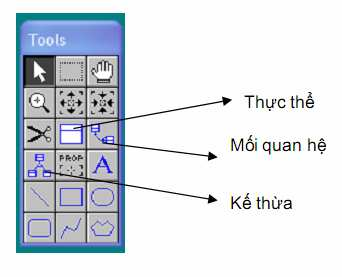 Tools
Thực thể
Mối quan hệ
PROP
A
Kế thừa